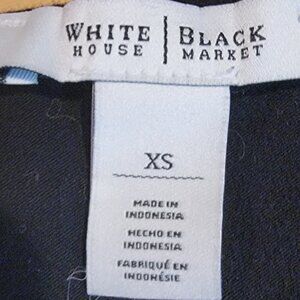 WHITE | BLACK
HOUSE | MARKET
XS
MADE IN
INDONESIA
HECHO EN
INDONESIA
FABRIQUÉ EN
INDONÉSIE